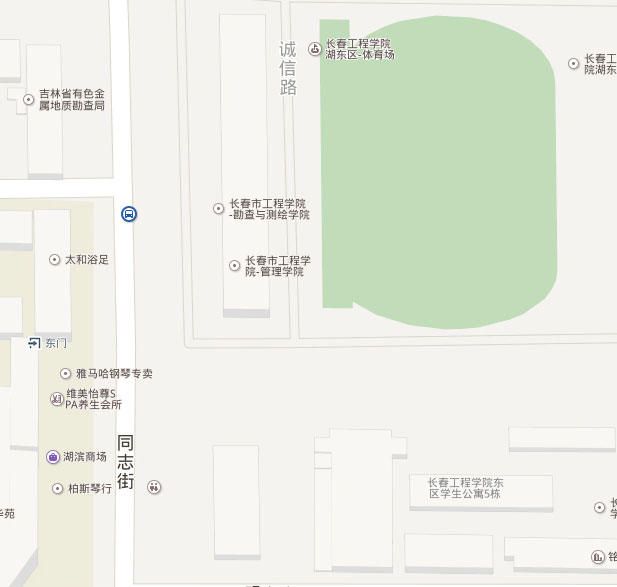 诚信路
长春工程学院
湖东区-体育场
长春工
院湖东
吉林省有色金
属地质勘查局
长春市工程学院
-勘查与测绘学院
太和浴足
长春市工程学
院-管理学院
东门
雅马哈钢琴专卖
维美怡尊S
PA养生会所
同志街
湖滨商场
柏斯琴行
长春工程学院东
区学生公寓5栋
华苑
长
学
铭